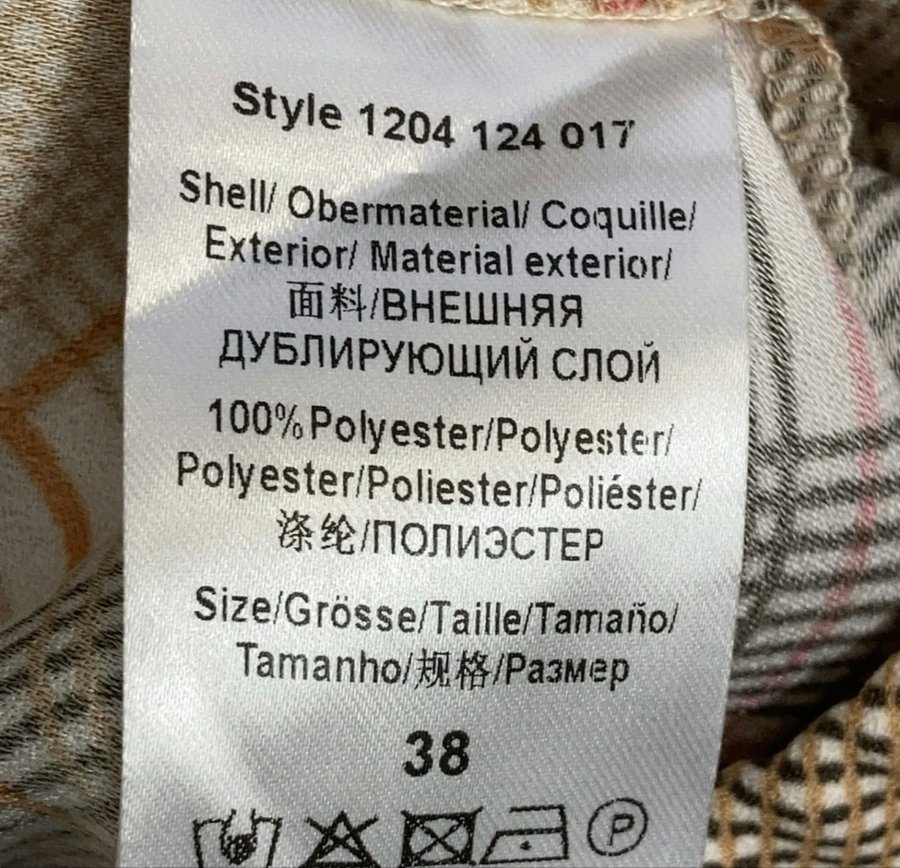 Style 1204 124 017
Shell/ Obermaterial/ Coquille/
Exterior/ Material exterior/
面料/ВНЕШНЯЯ
ДУБЛИРУЮЩИЙ СЛОЙ
100% Polyester/Polyester/
Polyester/Poliester/Poliéster/
涤纶/ПОЛИЭСТЕР
Size/Grösse/Taille/Tamaño/
Tamanho/规格/Размер
38
P